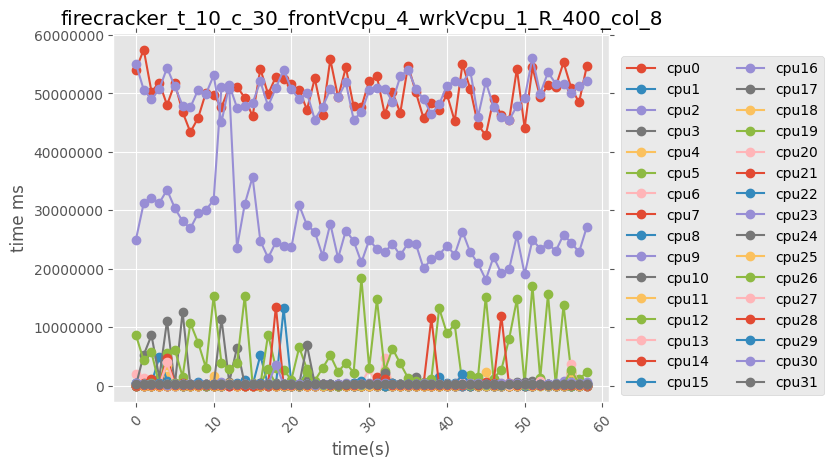 firecracker_t_10_c_30_frontVcpu_4_wrkVcpu_1_R_400_col_8
60000000
50000000
40000000
30000000
20000000
10000000
0
time ms
0
10
20
30
40
50
60
time(s)
cpu0
cpu1
cpu2
cpu3
cpu4
cpu5
cpu6
cpu7
cpu8
cpu9
cpu10
cpu11
cpu12
cpu13
cpu14
cpu15
cpu16
cpu17
cpu18
cpu19
cpu20
cpu21
cpu22
cpu23
cpu24
cpu25
cpu26
cpu27
cpu28
cpu29
cpu30
cpu31